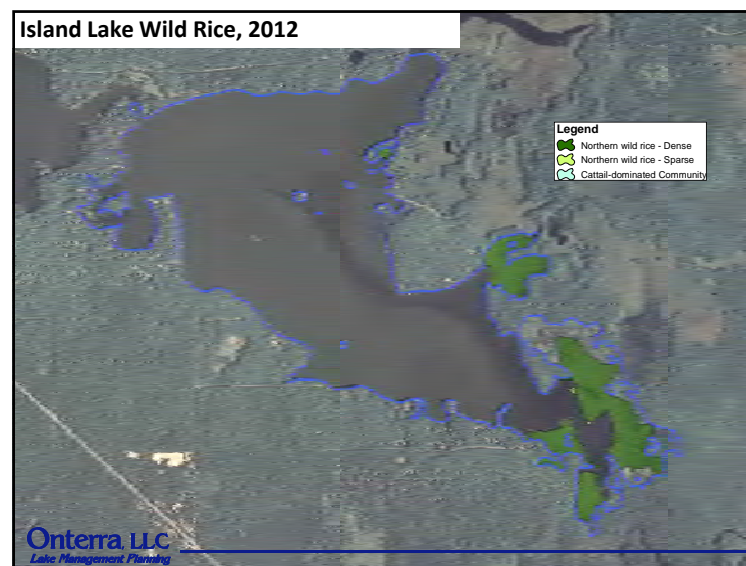 Island Lake Wild Rice, 2012
Legend
Northern wild rice - Dense
Northern wild rice - Sparse
Cattail-dominated Community
Onterra, LLC
Lake Management Planning